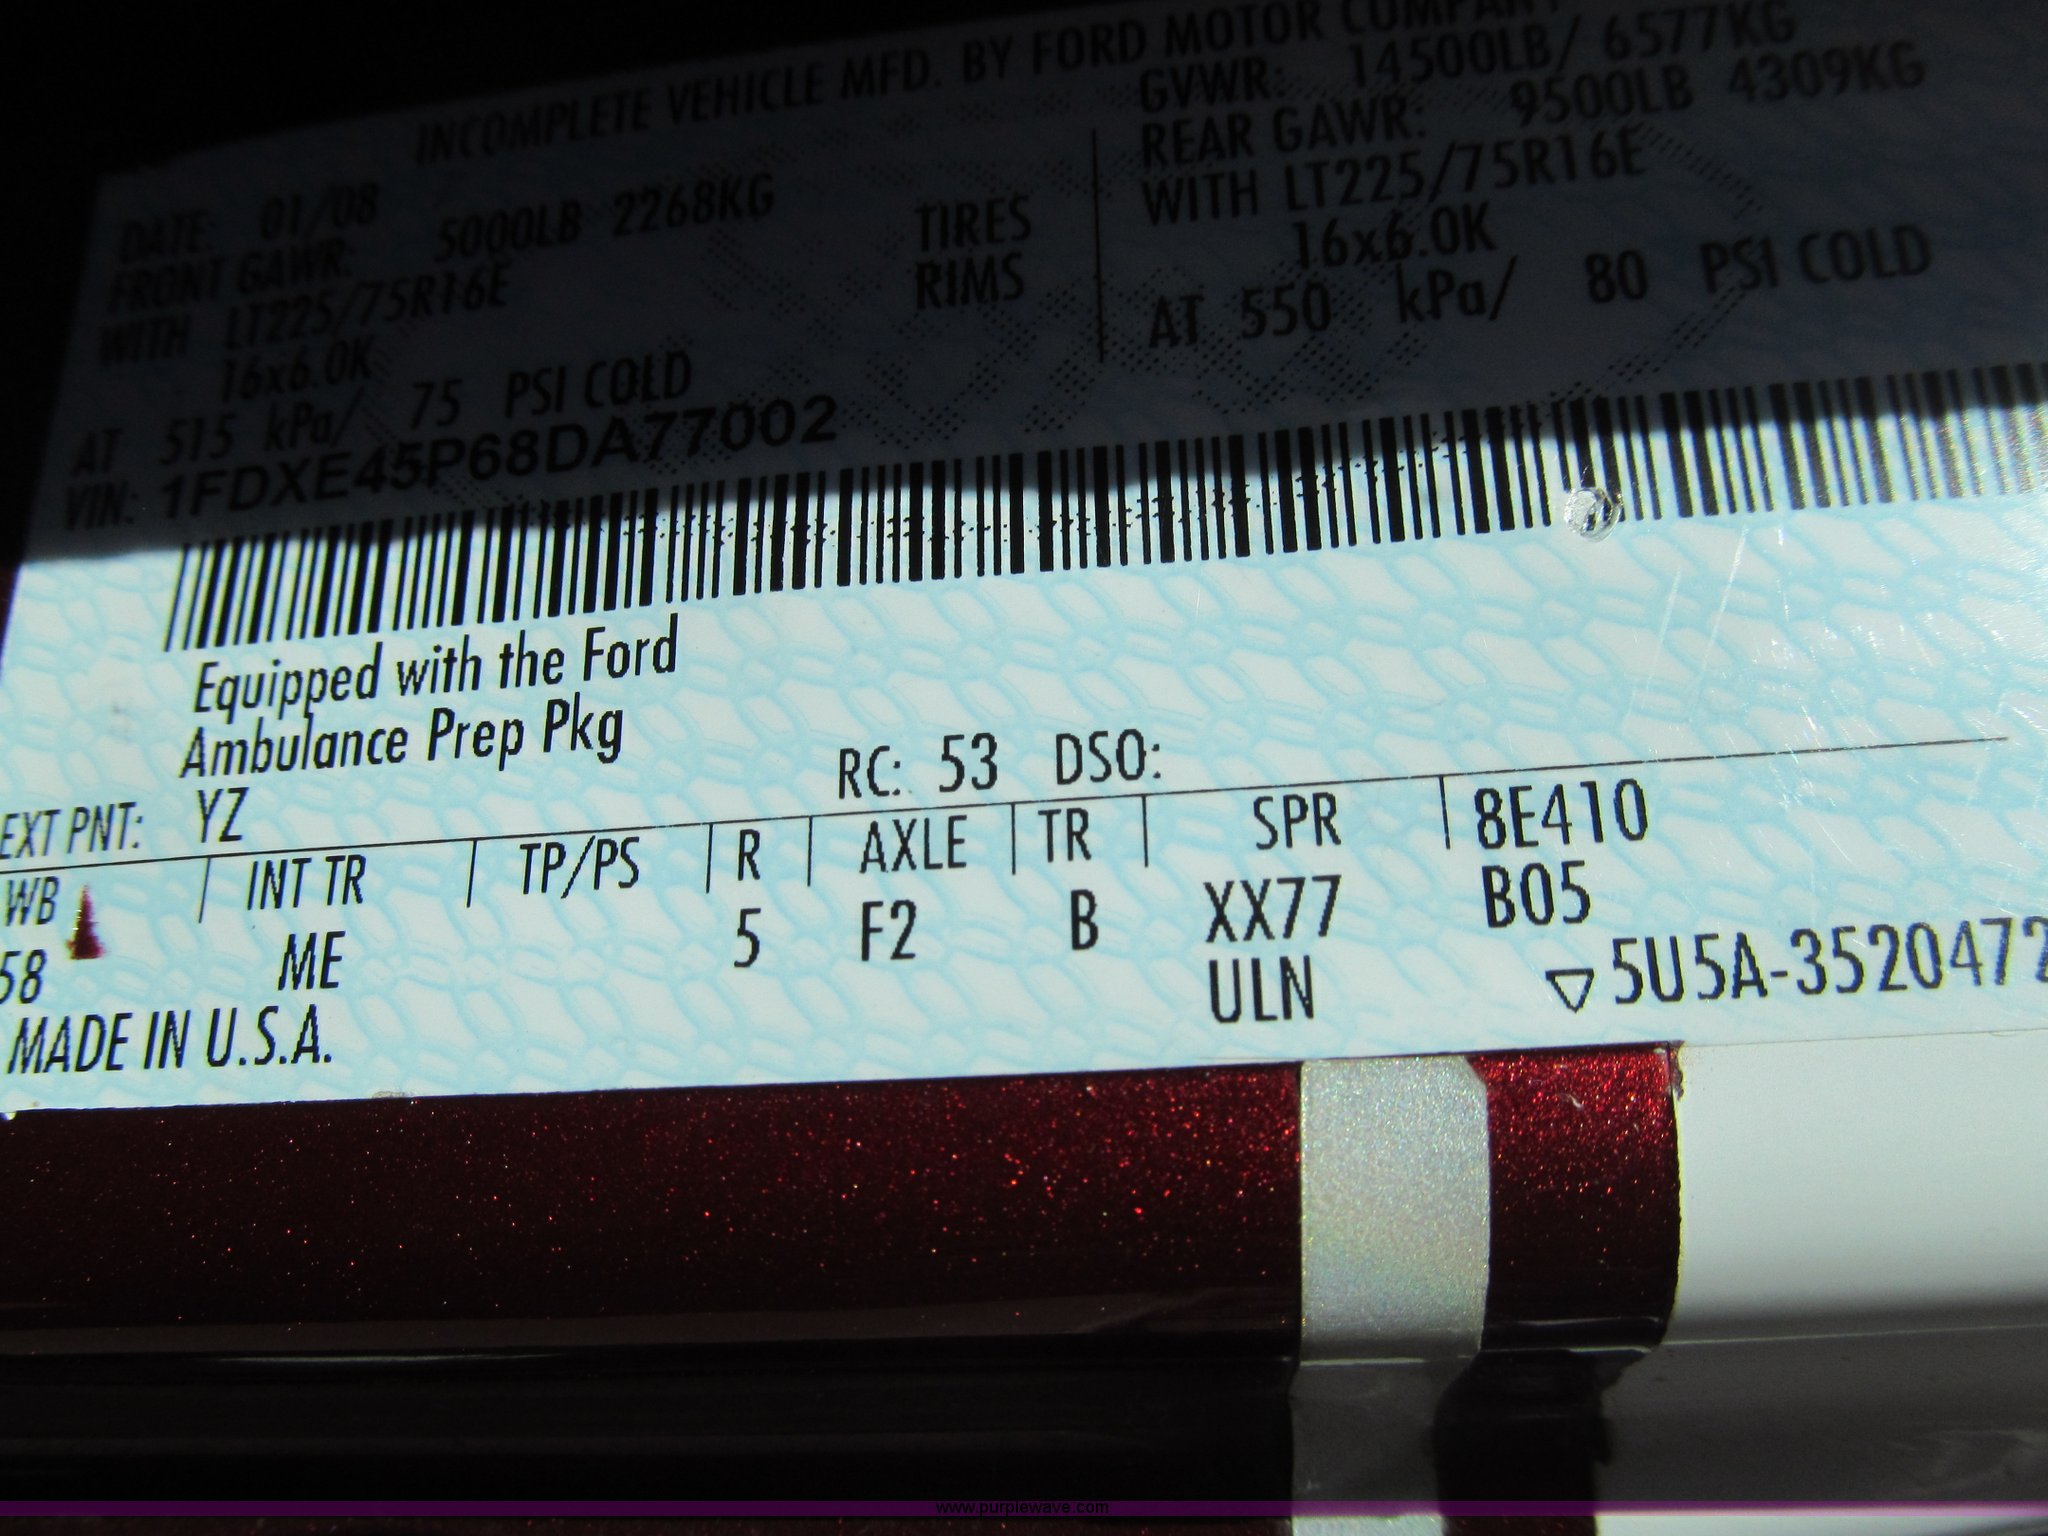 INCOMPLETE VEHICLE MFD. BY FORD MOTOR COMPANY
DATE: 01/08
GVWR: 14500LB/ 6577KG
FRONT GAWR: 5000LB 2268KG
REAR GAWR: 9500LB 4309KG
WITH LT225/75R16E
TIRES
WITH LT225/75R16E
16x6.0K
RIMS
16x6.0K
AT 515 kPa/ 75 PSI COLD
AT 550 kPa/ 80 PSI COLD
VIN: 1FDXE45P68DA77002
Equipped with the Ford
Ambulance Prep Pkg
EXT PNT: YZ
RC: 53 DSO:
WB INT TR TP/PS R AXLE TR SPR 8E410
58 ME 5 F2 B XX77 B05
MADE IN U.S.A.
ULN
▽5U5A-3520472
www.purplewave.com